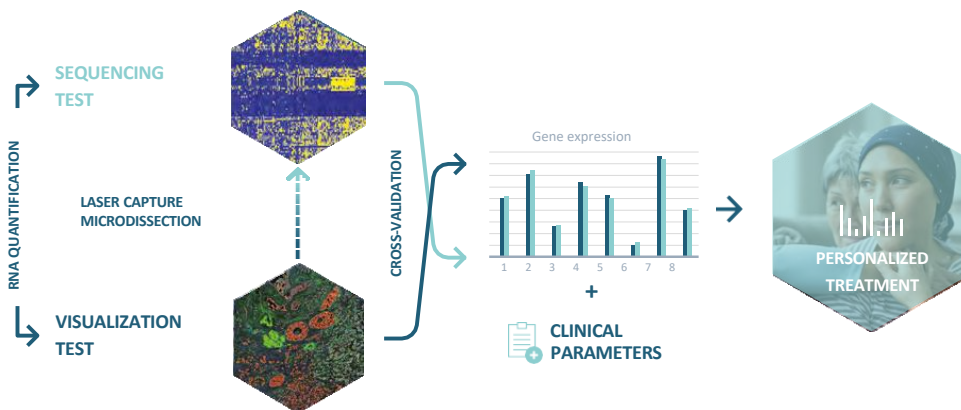 RNA QUANTIFICATION
SEQUENCING
TEST
LASER CAPTURE
MICRODISSECTION
VISUALIZATION
TEST
CROSS-VALIDATION
Gene expression
1 2 3 4 5 6 7 8
+
CLINICAL
PARAMETERS
PERSONALIZED
TREATMENT